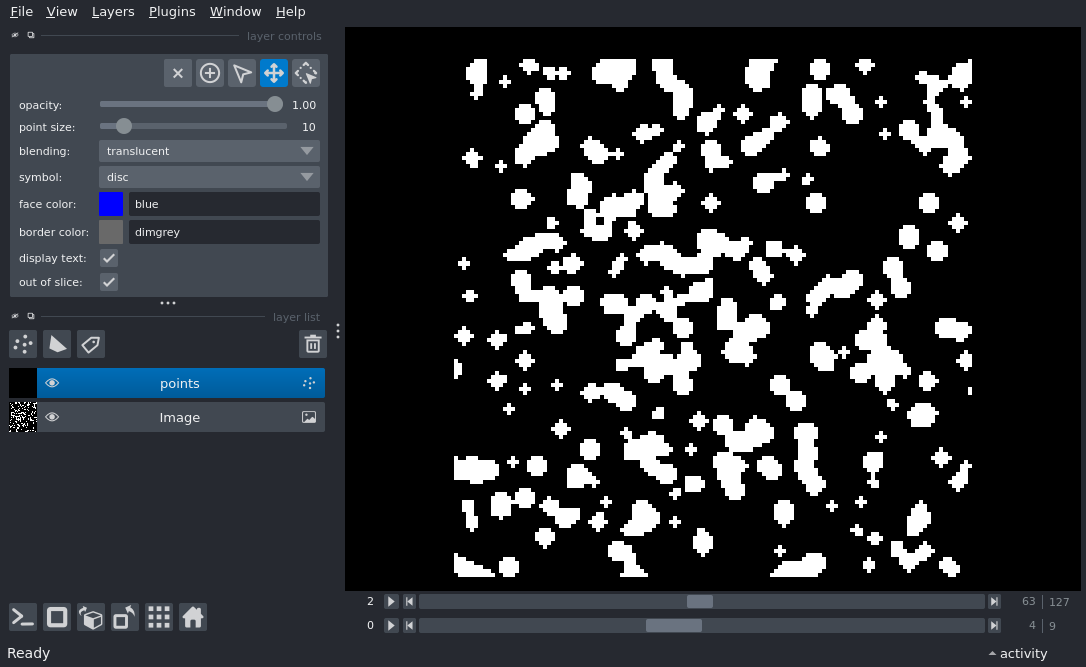 File View Layers Plugins Window Help
layer controls
opacity: 1.00
point size: 10
blending: translucent
symbol: disc
face color: blue
border color: dimgrey
display text:
out of slice:
layer list
points
Image
2 63 127
0 4 9
Ready activity